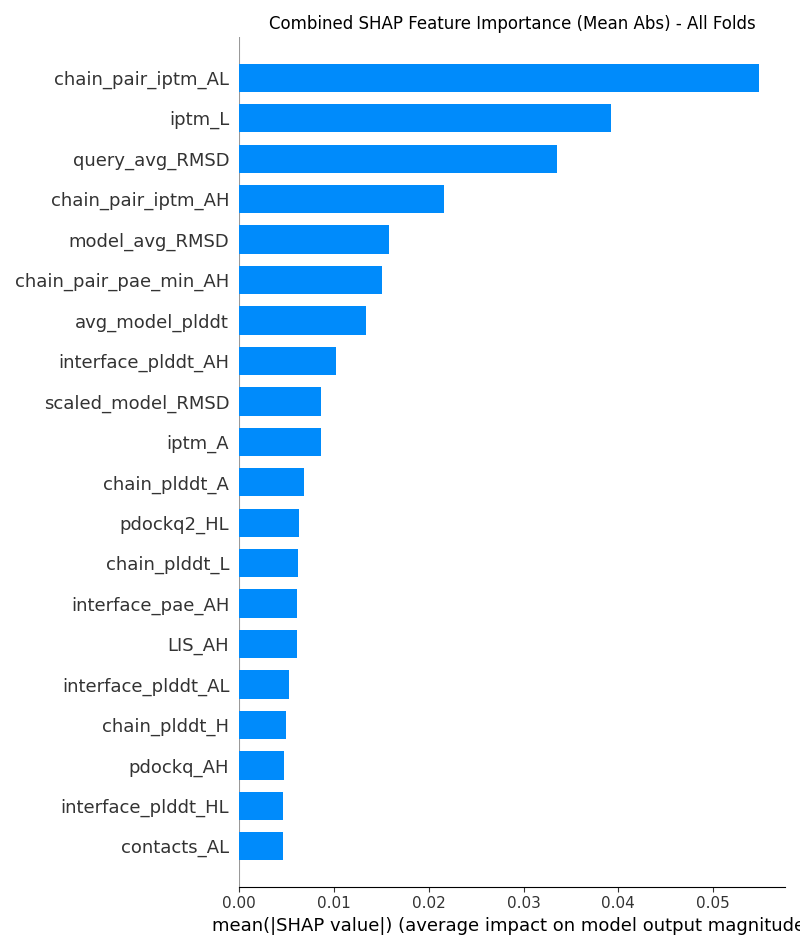 Combined SHAP Feature Importance (Mean Abs) - All Folds
chain_pair_iptm_AL
iptm_L
query_avg_RMSD
chain_pair_iptm_AH
model_avg_RMSD
chain_pair_pae_min_AH
avg_model_plddt
interface_plddt_AH
scaled_model_RMSD
iptm_A
chain_plddt_A
pdockq2_HL
chain_plddt_L
interface_pae_AH
LIS_AH
interface_plddt_AL
chain_plddt_H
pdockq_AH
interface_plddt_HL
contacts_AL
0.00 0.01 0.02 0.03 0.04 0.05
mean(|SHAP value|) (average impact on model output magnitude